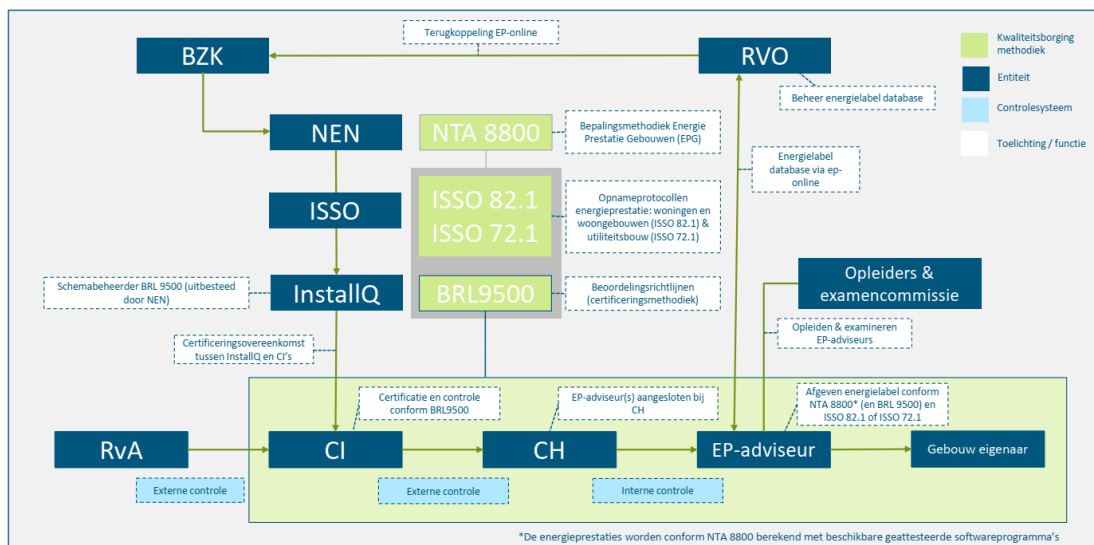 Terugkoppeling EP-online
BZK
RVO
Beheer energielabel database
Kwaliteitsborging
methodiek
Entiteit
Controlesysteem
Toelichting / functie
NEN
NTA 8800
Bepalingsmethodiek Energie
Prestatie Gebouwen (EPG)
Energielabel
database via ep-
online
ISSO
ISSO 82.1
ISSO 72.1
Opnameprotocollen
energieprestatie: woningen en
woongebouwen (ISSO 82.1) &
utiliteitsbouw (ISSO 72.1)
Schemabeheerder BRL 9500 (uitbesteed
door NEN)
InstallQ
BRL9500
Beoordelingsrichtlijnen
(certificeringsmethodiek)
Opleiders &
examencommissie
Opleiden & examineren
EP-adviseurs
Certificeringsovereenkomst
tussen InstallQ en CI's
Certificatie en controle
conform BRL9500
EP-adviseur(s) aangesloten bij
CH
Afgeven energielabel conform
NTA 8800* (en BRL 9500) en
ISSO 82.1 of ISSO 72.1
RvA
CI
CH
EP-adviseur
Gebouw eigenaar
Externe controle
Externe controle
Interne controle
*De energieprestaties worden conform NTA 8800 berekend met beschikbare geattesteerde softwareprogramma's